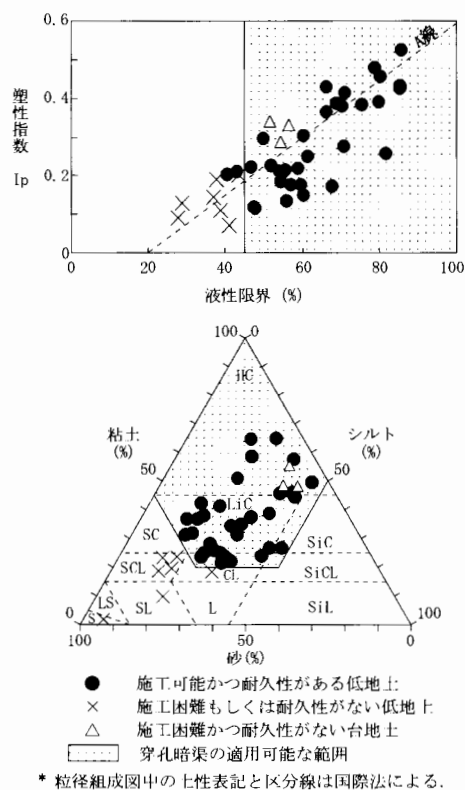 0.6
A線
0.4
塑性指数
Ip
0.2
0
0 20 40 60 80 100
液性限界 (%)
100 0
HC
粘土
(%)
シルト
(%)
50 50
LiC
SC SiC
SCL CL SiCL
LS SL L SiL
S
100 50 0
100
砂(%)
● 施工可能かつ耐久性がある低地土
× 施工困難もしくは耐久性がない低地土
△ 施工困難かつ耐久性がない台地土
穿孔暗渠の適用可能な範囲
* 粒径組成図中の土性表記と区分線は国際法による.